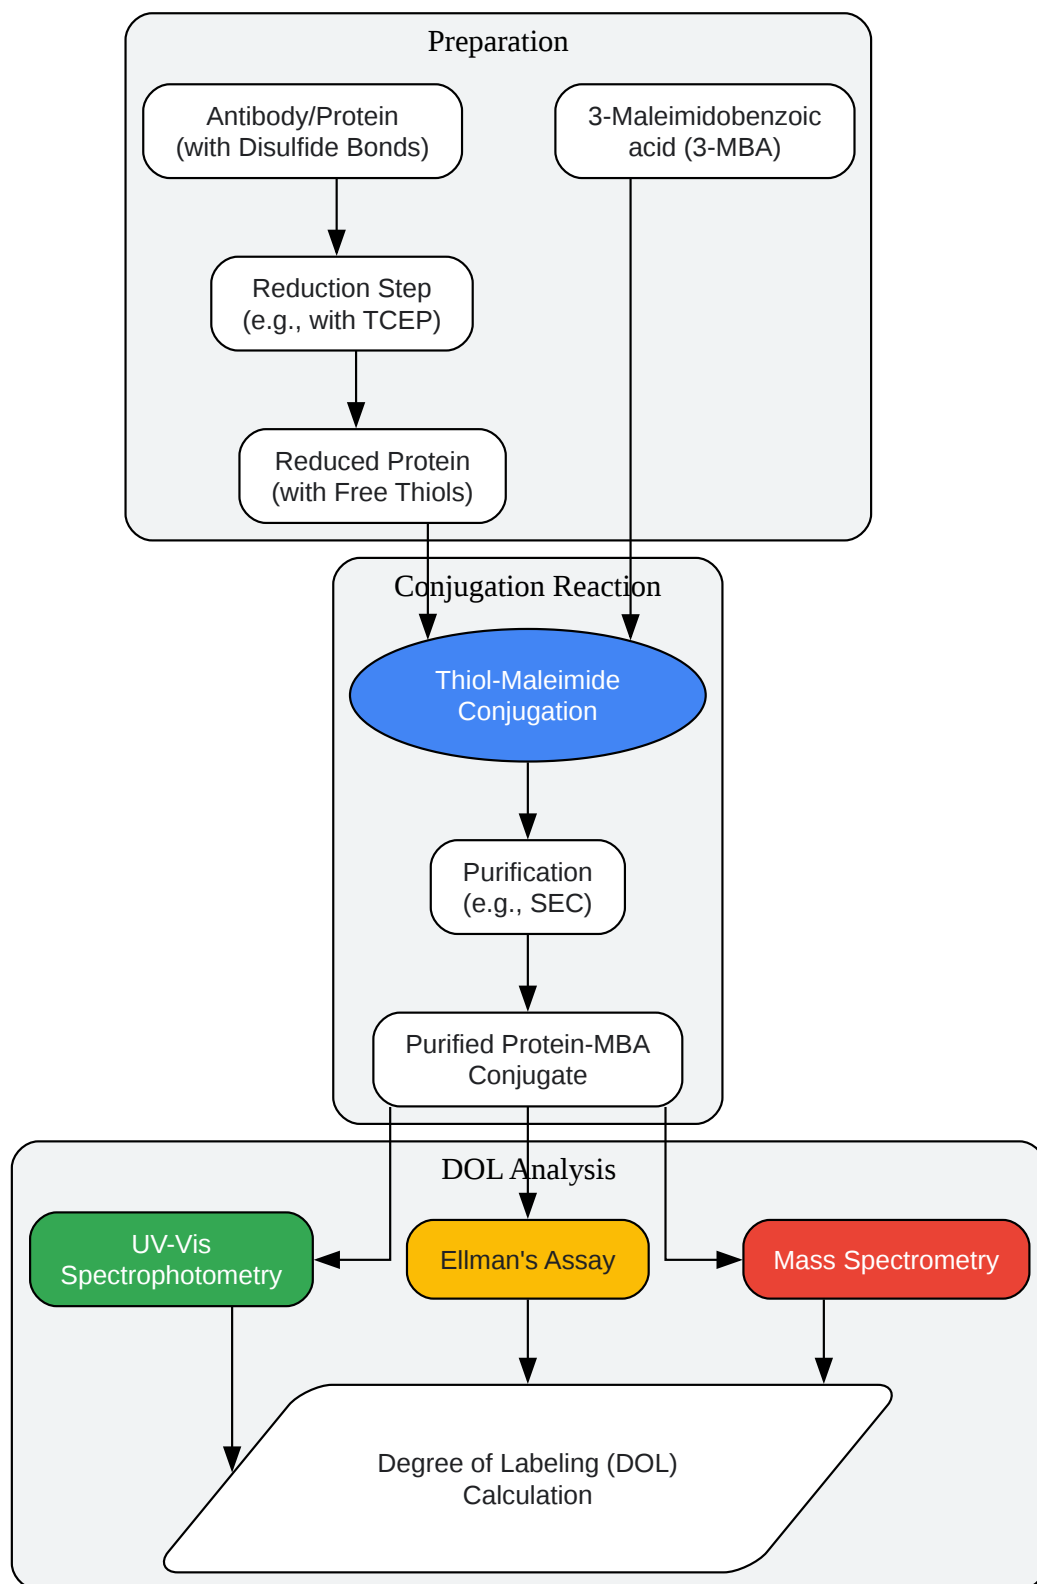 Preparation
Antibody/Protein
(with Disulfide Bonds)
3-Maleimidobenzoic
acid (3-MBA)
Reduction Step
(e.g., with TCEP)
Reduced Protein
(with Free Thiols)
Conjugation Reaction
Thiol-Maleimide
Conjugation
Purification
(e.g., SEC)
Purified Protein-MBA
Conjugate
DOL Analysis
UV-Vis
Spectrophotometry
Ellman's Assay
Mass Spectrometry
Degree of Labeling (DOL)
Calculation